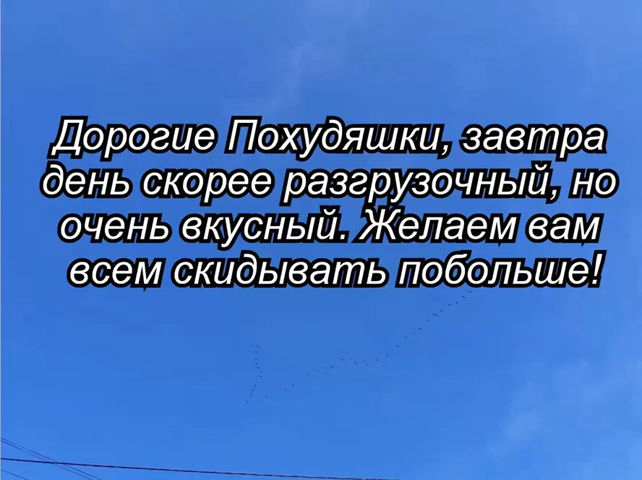 Дорогие Похудяшки, завтра
день скорее разгрузочный, но
очень вкусный. Желаем вам
всем скидывать побольше!